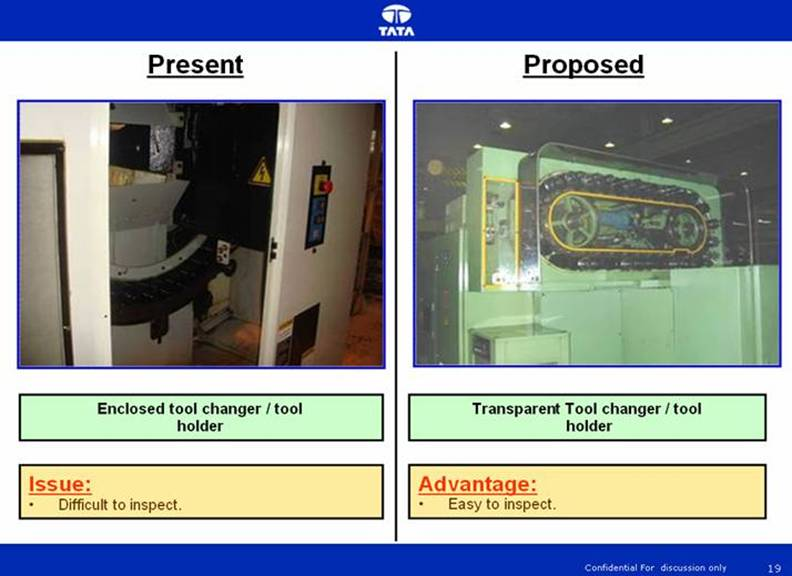 TATA
Present
Proposed
Enclosed tool changer / tool
holder
Transparent Tool changer / tool
holder
Issue:
• Difficult to inspect.
Advantage:
• Easy to inspect.
Confidential For discussion only
19